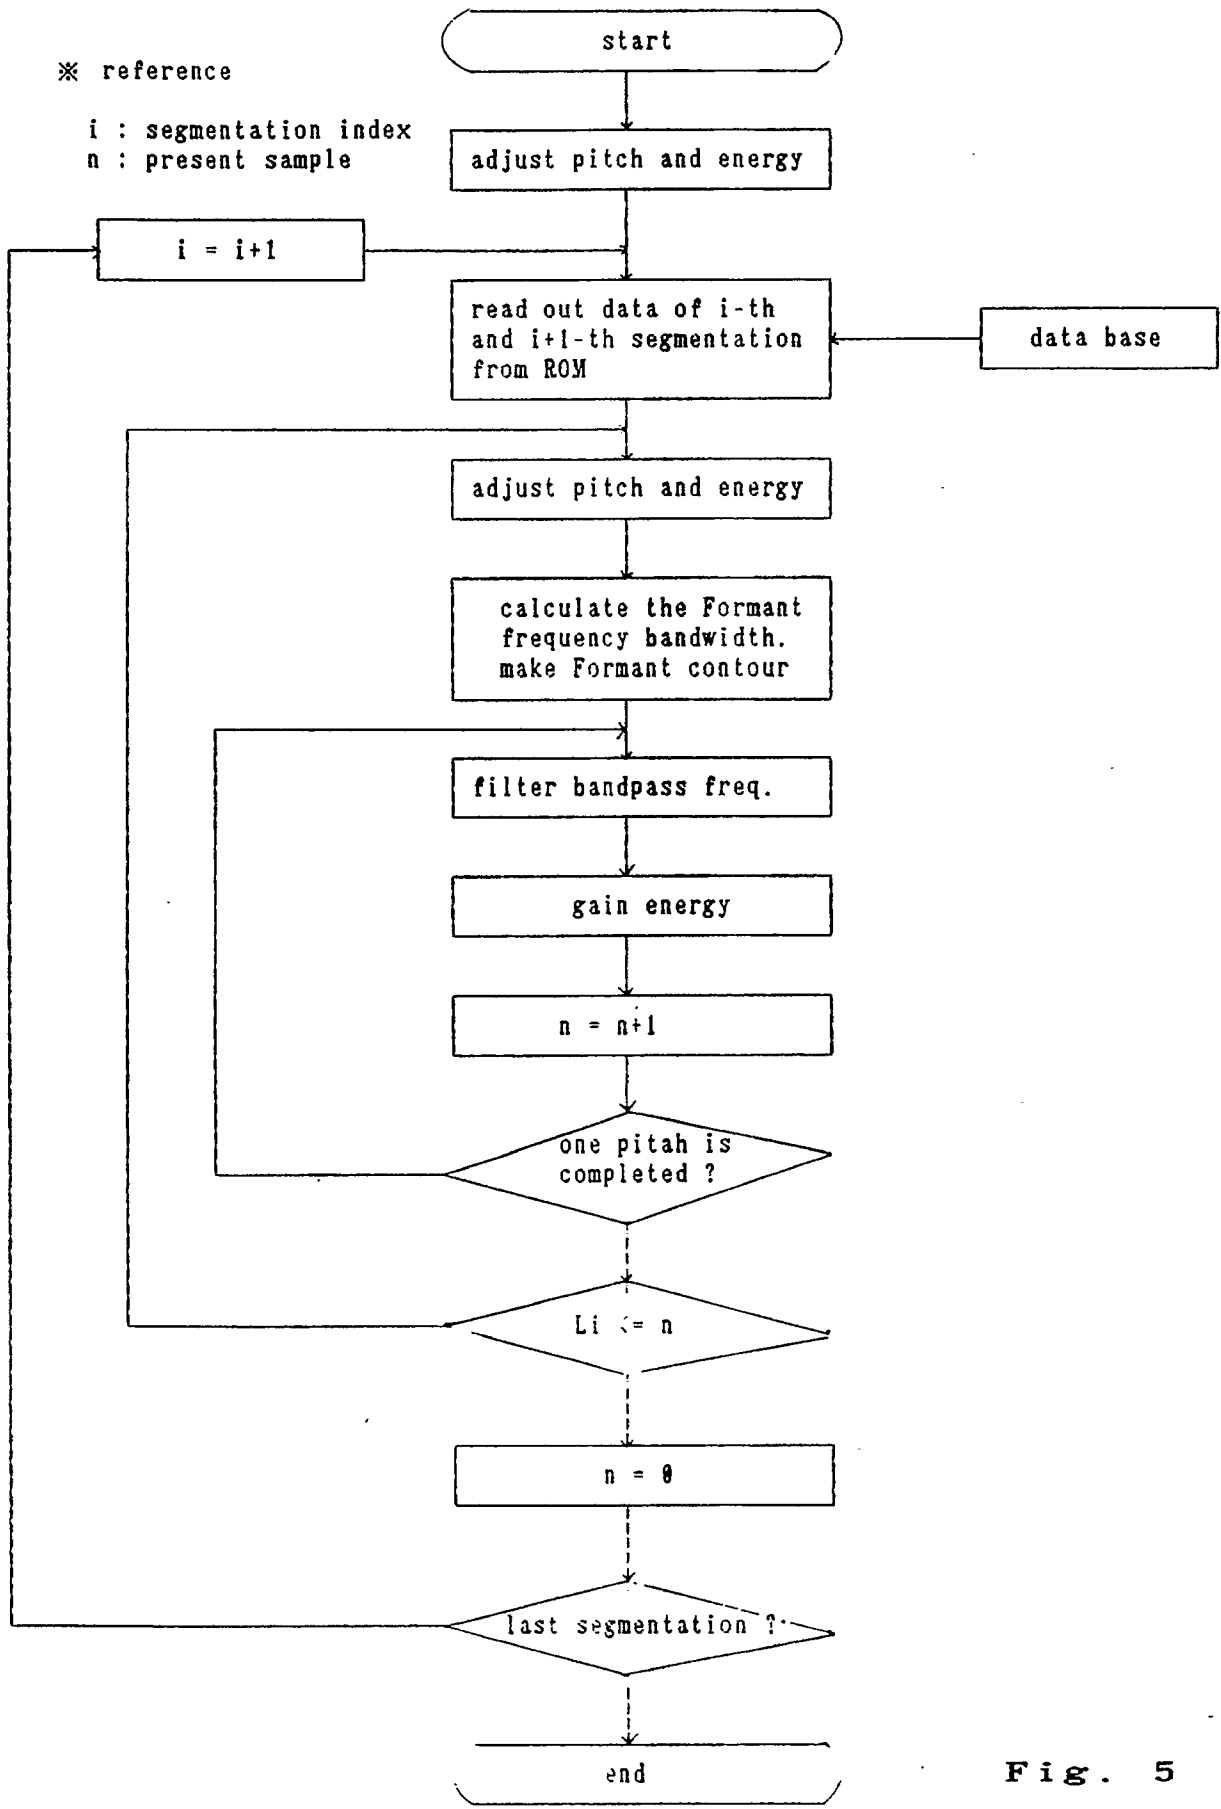 start
※ reference
i : segmentation index
n : present sample
adjust pitch and energy
i = i+1
read out data of i-th
and i+1-th segmentation
from ROM
data base
adjust pitch and energy
calculate the Formant
frequency bandwidth.
make Formant contour
filter bandpass freq.
gain energy
n = n+1
one pitah is
completed ?
Li <= n
n = 0
last segmentation ?
end
Fig. 5